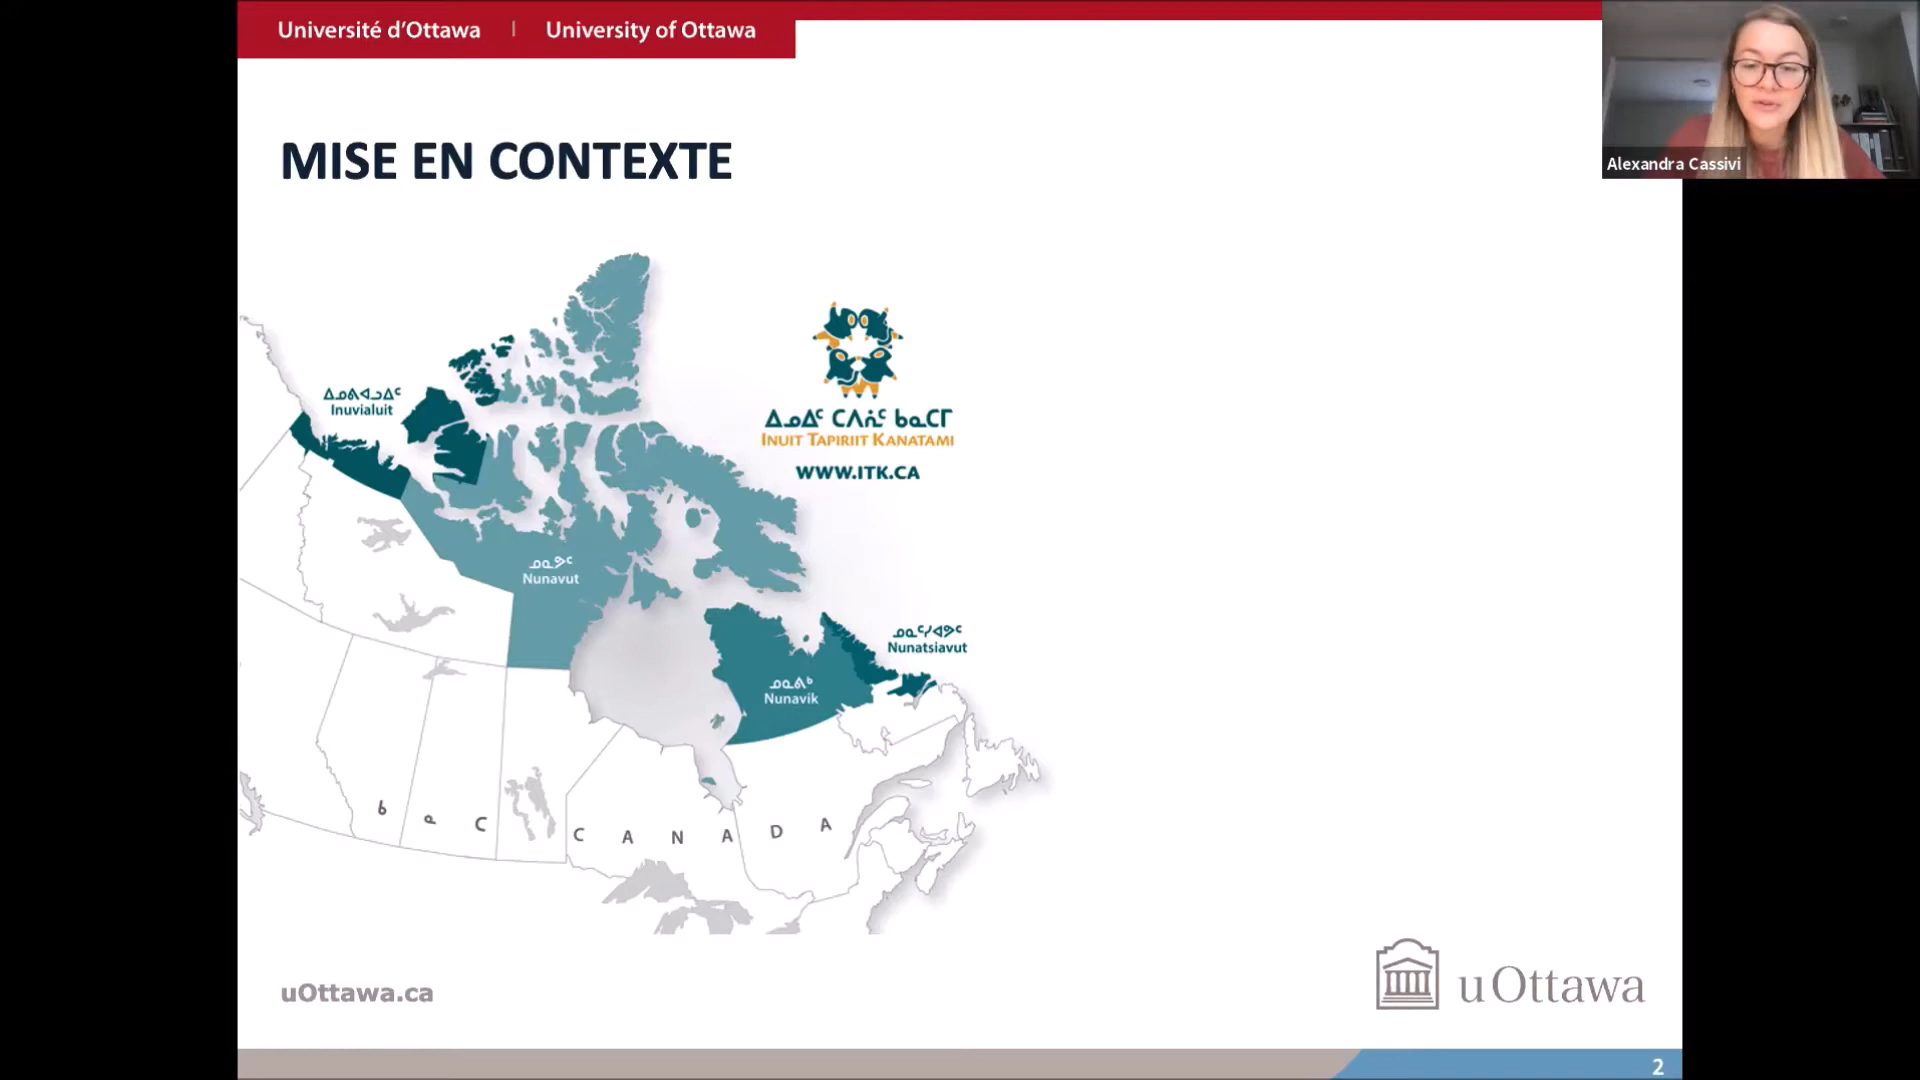 Université d'Ottawa | University of Ottawa
Alexandra Cassivi
MISE EN CONTEXTE
ᐃᓄᕕᐊᓗᐃᑦ
Inuvialuit
ᐃᓄᐃᑦ ᑕᐱᕇᑦ ᑲᓇᑕᒥ
INUIT TAPIRIIT KANATAMI
WWW.ITK.CA
ᓄᓇᕗᑦ
Nunavut
ᓄᓇᑦᓯᐊᕗᑦ
Nunatsiavut
ᓄᓇᕕᒃ
Nunavik
ᑲ ᓇ ᑕ
CANADA
uOttawa.ca
uOttawa
2